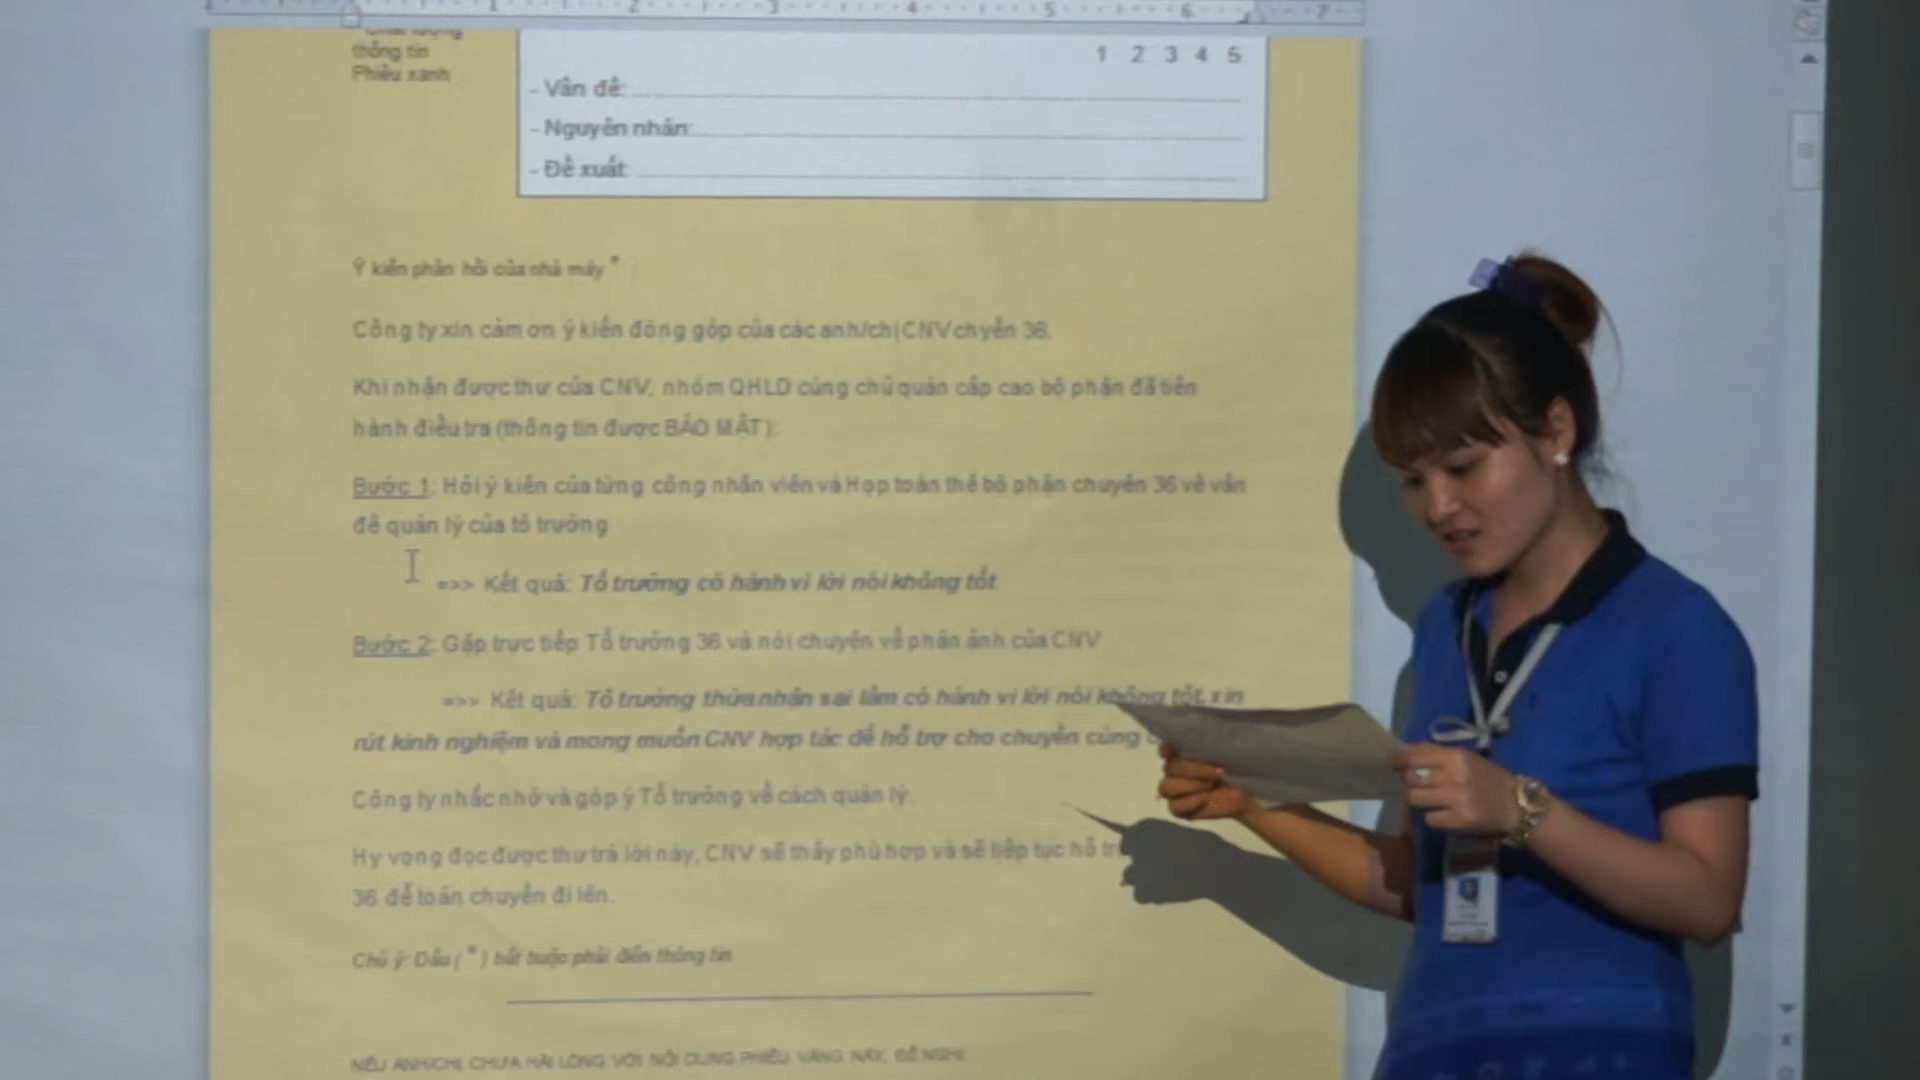 thông tin
Phiếu xanh
1 2 3 4 5
- Vấn đề:
- Nguyên nhân:
- Đề xuất:
Ý kiến phản hồi của nhà máy *
Công ty xin cảm ơn ý kiến đóng góp của các anh/chị CNV chyền 36.
Khi nhận được thư của CNV, nhóm QHLD cùng chủ quản cấp cao bộ phận đã tiến
hành điều tra (thông tin được BẢO MẬT):
Bước 1: Hỏi ý kiến của từng công nhân viên và Họp toàn thể bộ phận chuyền 36 về vấn
đề quản lý của tổ trưởng
=>> Kết quả: Tổ trưởng có hành vi lời nói không tốt
Bước 2: Gặp trực tiếp Tổ trưởng 36 và nói chuyện về phản ánh của CNV
=>> Kết quả: Tổ trưởng thừa nhận sai lầm có hành vi lời nói không tốt, xin
rút kinh nghiệm và mong muốn CNV hợp tác để hỗ trợ cho chuyền cùng
Công ty nhắc nhở và góp ý Tổ trưởng về cách quản lý.
Hy vọng đọc được thư trả lời này, CNV sẽ thấy phù hợp và sẽ tiếp tục hỗ
36 để toàn chuyền đi lên.
Chú ý: Dấu ( * ) bắt buộc phải điền thông tin
NẾU ANH/CHỊ CHƯA HÀI LÒNG VỚI NỘI DUNG PHIẾU VÀNG NÀY, ĐỀ NGHỊ